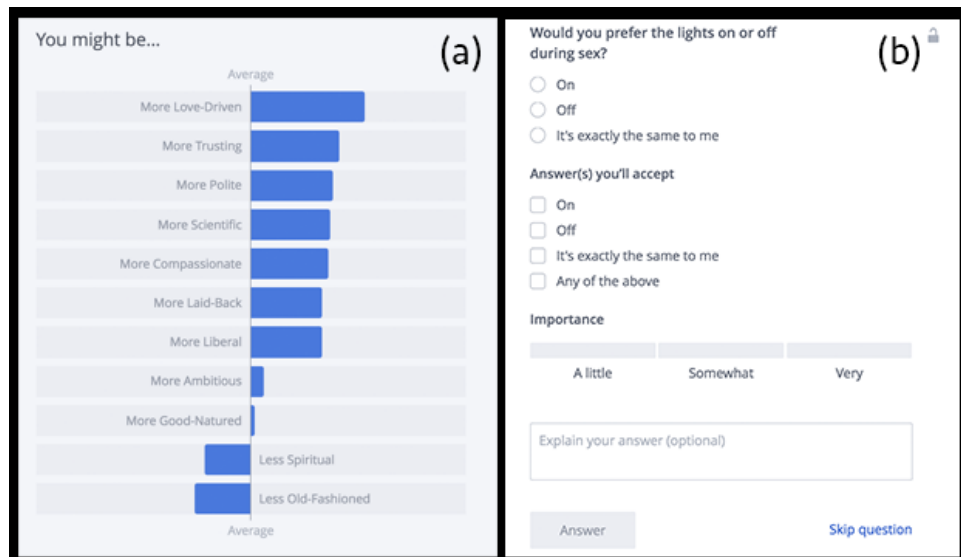 You might be...
(a)
Average
More Love-Driven
More Trusting
More Polite
More Scientific
More Compassionate
More Laid-Back
More Liberal
More Ambitious
More Good-Natured
Less Spiritual
Less Old-Fashioned
Average
Would you prefer the lights on or off
during sex?
(b)
On
Off
It's exactly the same to me
Answer(s) you'll accept
On
Off
It's exactly the same to me
Any of the above
Importance
A little Somewhat Very
Explain your answer (optional)
Answer Skip question